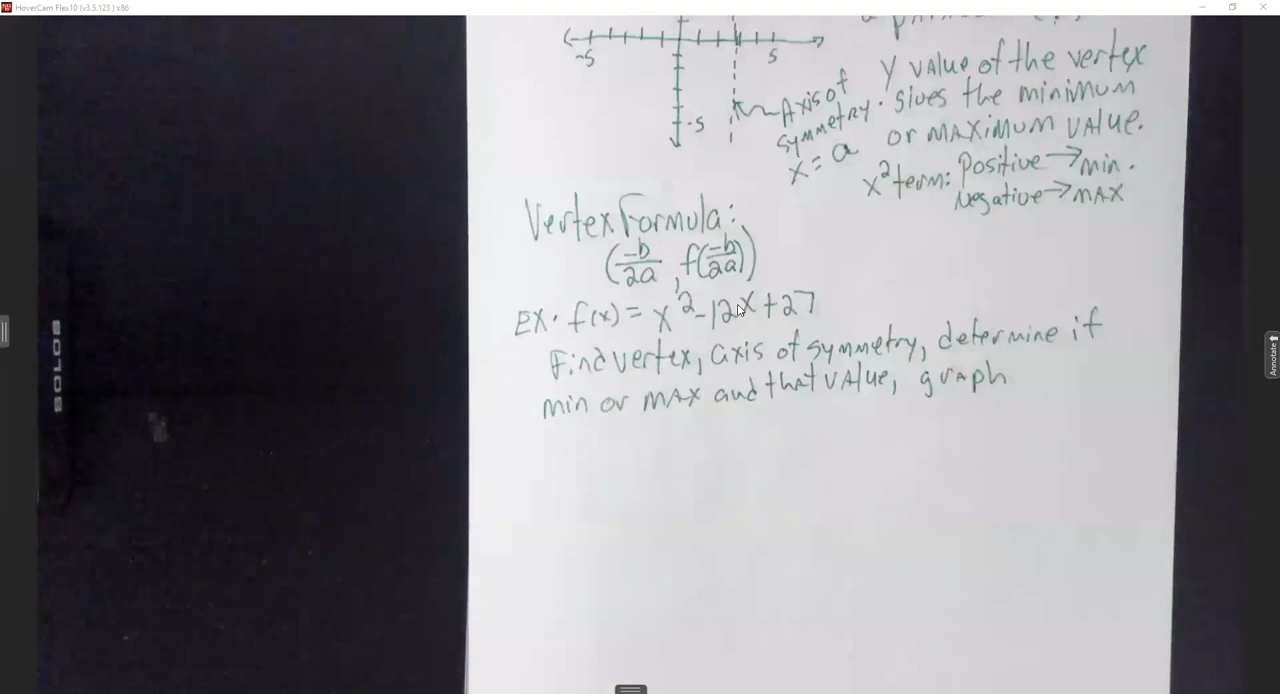 HoverCam Flex10 (v3.5.123 ) x86
-5
5
-5
Axis of
symmetry
x = a
Y value of the vertex
gives the minimum
or MAXIMUM VALUE.
x² term: Positive → Min.
Negative → MAX
Vertex Formula:
(-b/2a, f(-b/2a))
EX. f(x) = x² - 12x + 27
Find vertex, axis of symmetry, determine if
min or MAX and that VALUE, graph
SOLOS
Annotate